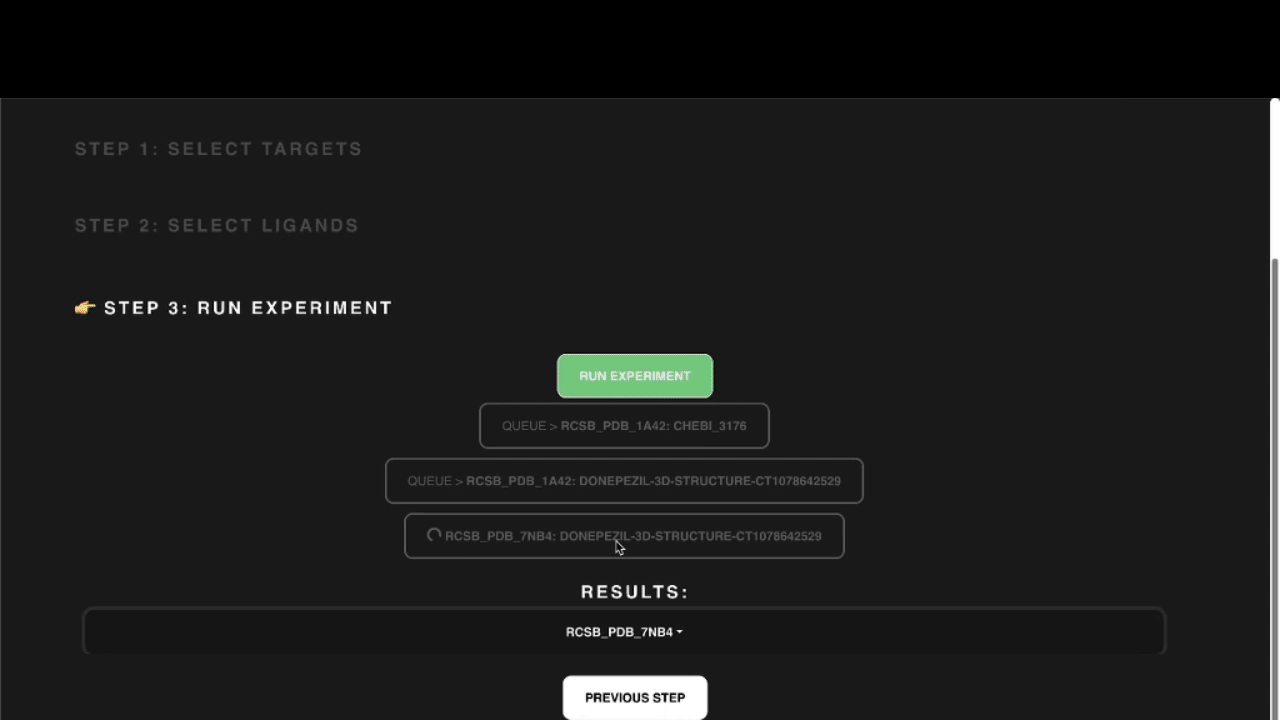 STEP 1: SELECT TARGETS
STEP 2: SELECT LIGANDS
👉 STEP 3: RUN EXPERIMENT
RUN EXPERIMENT
QUEUE > RCSB_PDB_1A42: CHEBI_3176
QUEUE > RCSB_PDB_1A42: DONEPEZIL-3D-STRUCTURE-CT1078642529
RCSB_PDB_7NB4: DONEPEZIL-3D-STRUCTURE-CT1078642529
RESULTS:
RCSB_PDB_7NB4
PREVIOUS STEP